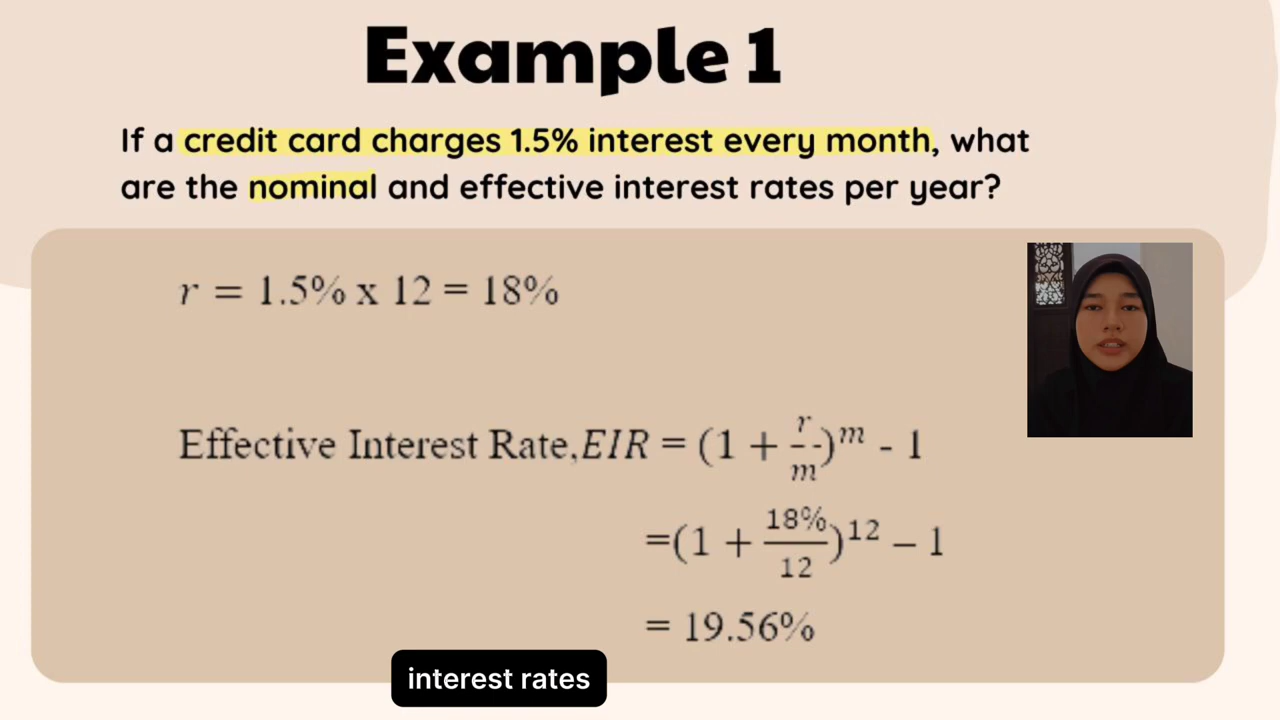 Example 1
If a credit card charges 1.5% interest every month, what
are the nominal and effective interest rates per year?
r = 1.5% x 12 = 18%
Effective Interest Rate,EIR = (1 + r/m)^m - 1
=(1 + 18%/12)^12 – 1
= 19.56%
interest rates